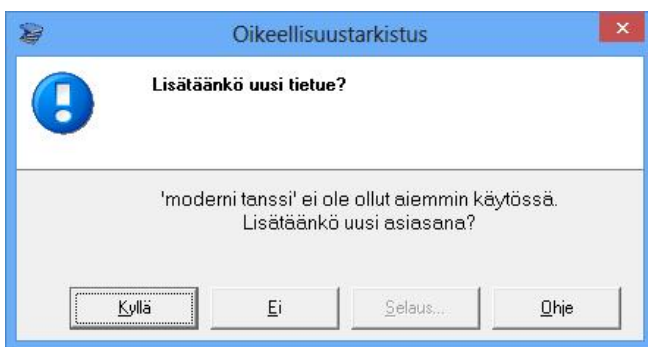 Oikeellisuustarkistus
Lisätäänkö uusi tietue?
'moderni tanssi' ei ole ollut aiemmin käytössä.
Lisätäänkö uusi asiasana?
Kyllä Ei Selaus... Ohje